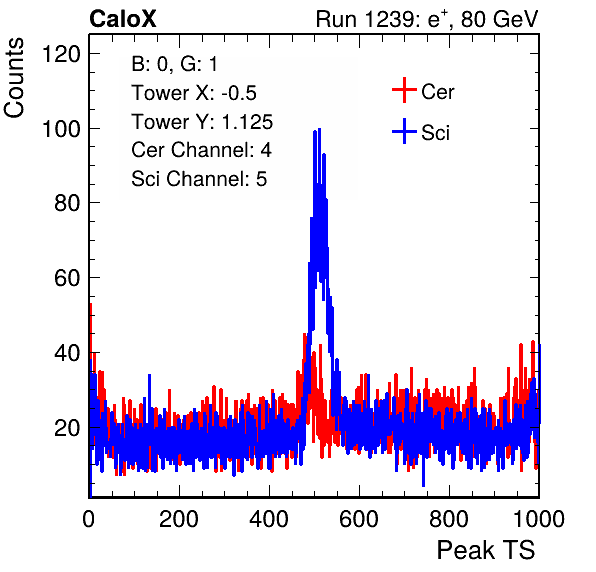 CaloX
Run 1239: e+, 80 GeV
Counts
B: 0, G: 1
Tower X: -0.5
Tower Y: 1.125
Cer Channel: 4
Sci Channel: 5
Cer
Sci
120
100
80
60
40
20
0 200 400 600 800 1000
Peak TS